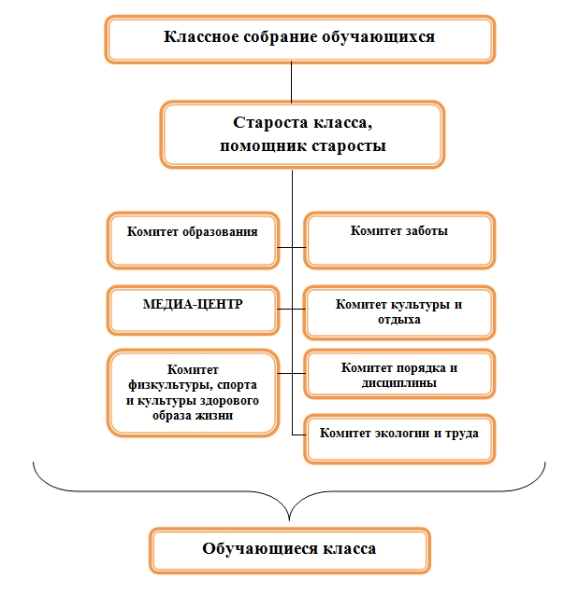 Классное собрание обучающихся
Староста класса,
помощник старосты
Комитет образования
Комитет заботы
МЕДИА-ЦЕНТР
Комитет культуры и
отдыха
Комитет
физкультуры, спорта
и культуры здорового
образа жизни
Комитет порядка и
дисциплины
Комитет экологии и труда
Обучающиеся класса